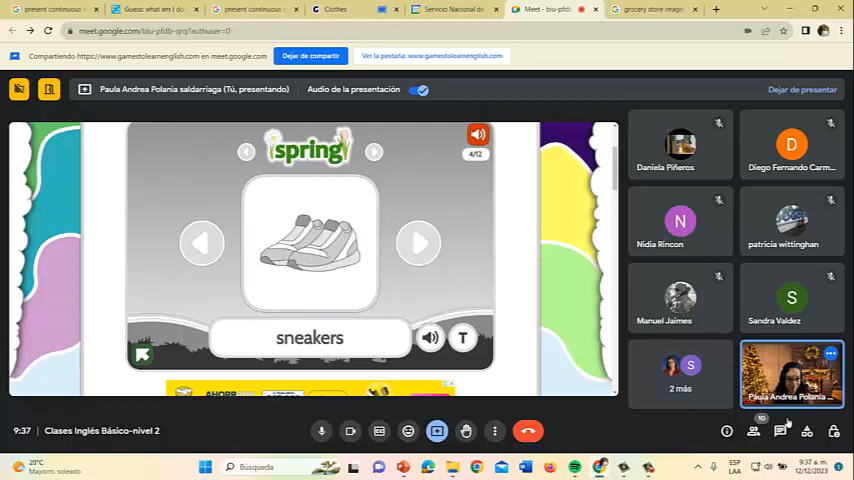 present continuous
Guess: what am I do
present continuous
Clothes
Servicio Nacional de
Meet - biu-pfdb
grocery store image
meet.google.com/biu-pfdb-qrq?authuser=0
Compartiendo https://www.gamestolearnenglish.com en meet.google.com
Dejar de compartir
Ver la pestaña: www.gamestolearnenglish.com
Paula Andrea Polania saldarriaga (Tú, presentando)
Audio de la presentación
Dejar de presentar
spring
4/12
sneakers
T
Daniela Piñeros
D
Diego Fernando Carm...
N
Nidia Rincon
patricia wittinghan
Manuel Jaimes
S
Sandra Valdez
S
2 más
Paula Andrea Polania ...
9:37
Clases Inglés Básico-nivel 2
10
20°C
Mayorm. soleado
Búsqueda
ESP
LAA
9:37 a. m.
12/12/2023